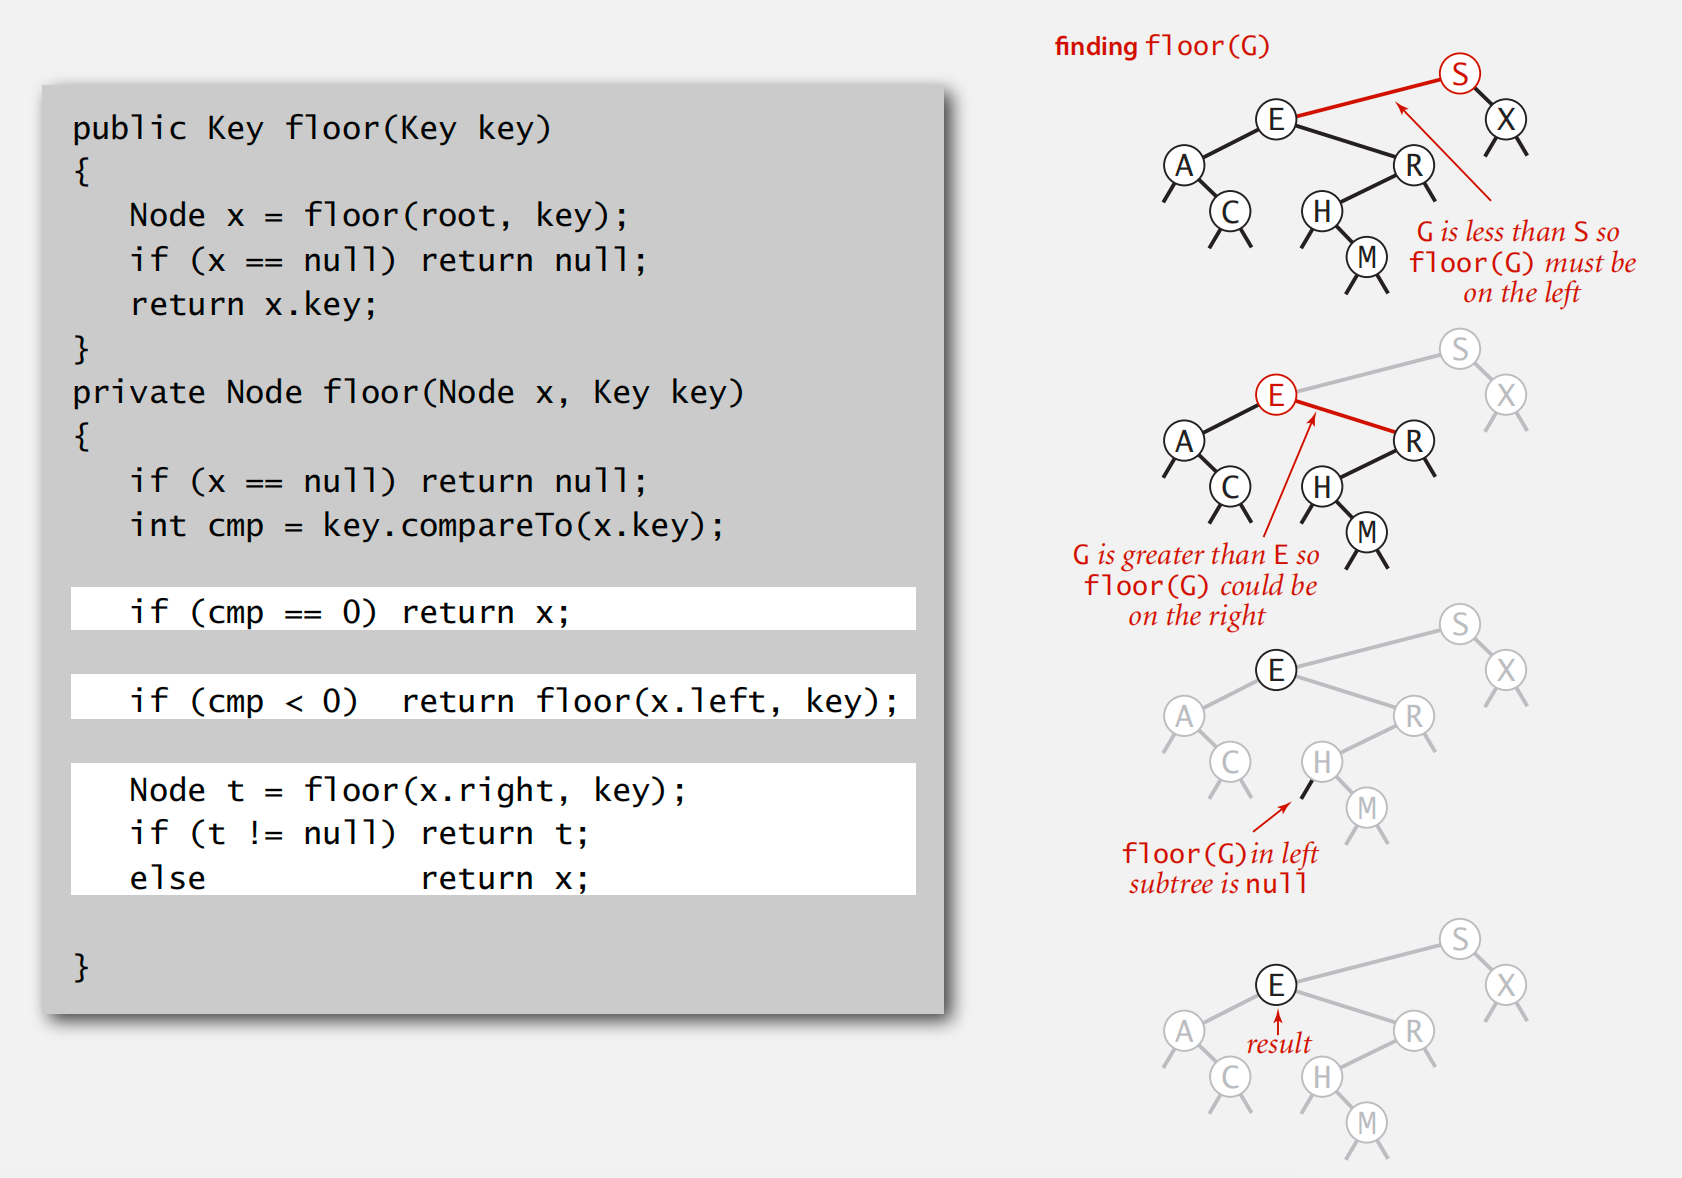 public Key floor(Key key)
{
Node x = floor(root, key);
if (x == null) return null;
return x.key;
}
private Node floor(Node x, Key key)
{
if (x == null) return null;
int cmp = key.compareTo(x.key);
if (cmp == 0) return x;
if (cmp < 0)  return floor(x.left, key);
Node t = floor(x.right, key);
if (t != null) return t;
else           return x;
}
finding floor(G)
S
E
X
A
R
C
H
M
G is less than S so
floor(G) must be
on the left
S
E
X
A
R
C
H
M
G is greater than E so
floor(G) could be
on the right
S
E
X
A
R
C
H
M
floor(G)in left
subtree is null
S
E
X
A
R
result
C
H
M